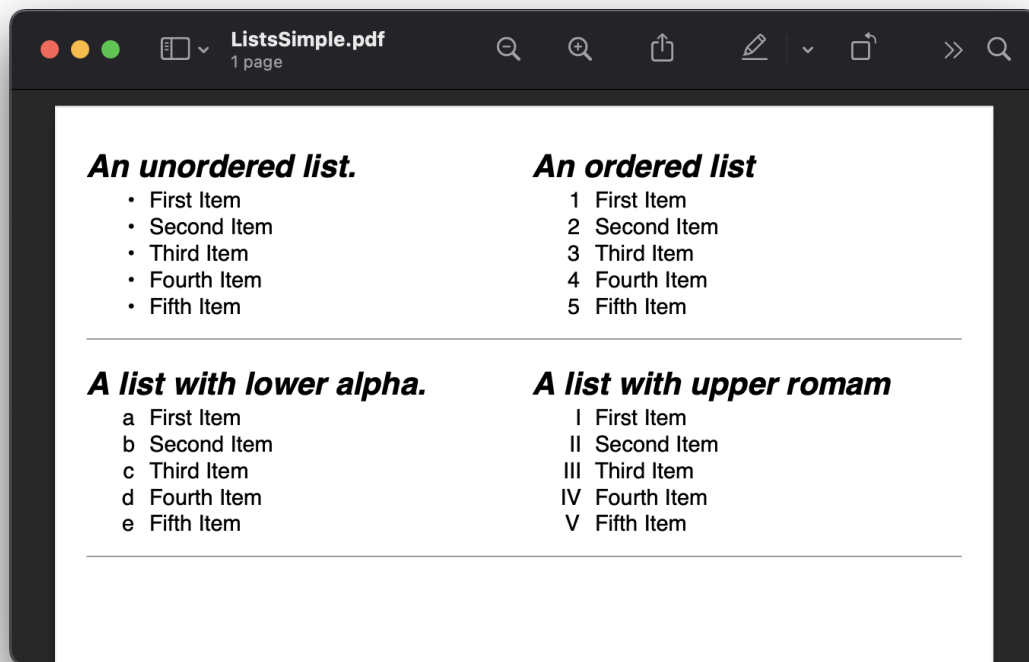 ListsSimple.pdf
1 page
An unordered list.
• First Item
• Second Item
• Third Item
• Fourth Item
• Fifth Item
An ordered list
1 First Item
2 Second Item
3 Third Item
4 Fourth Item
5 Fifth Item
A list with lower alpha.
a First Item
b Second Item
c Third Item
d Fourth Item
e Fifth Item
A list with upper romam
I First Item
II Second Item
III Third Item
IV Fourth Item
V Fifth Item